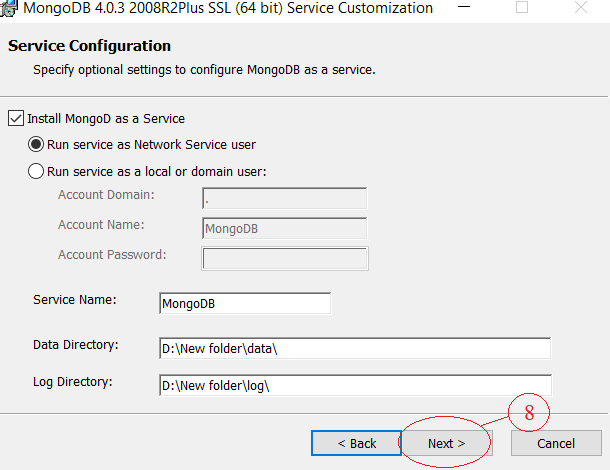 MongoDB 4.0.3 2008R2Plus SSL (64 bit) Service Customization
Service Configuration
Specify optional settings to configure MongoDB as a service.
Install MongoD as a Service
Run service as Network Service user
Run service as a local or domain user:
Account Domain: .
Account Name: MongoDB
Account Password:
Service Name: MongoDB
Data Directory: D:\New folder\data\
Log Directory: D:\New folder\log\
8
< Back Next > Cancel